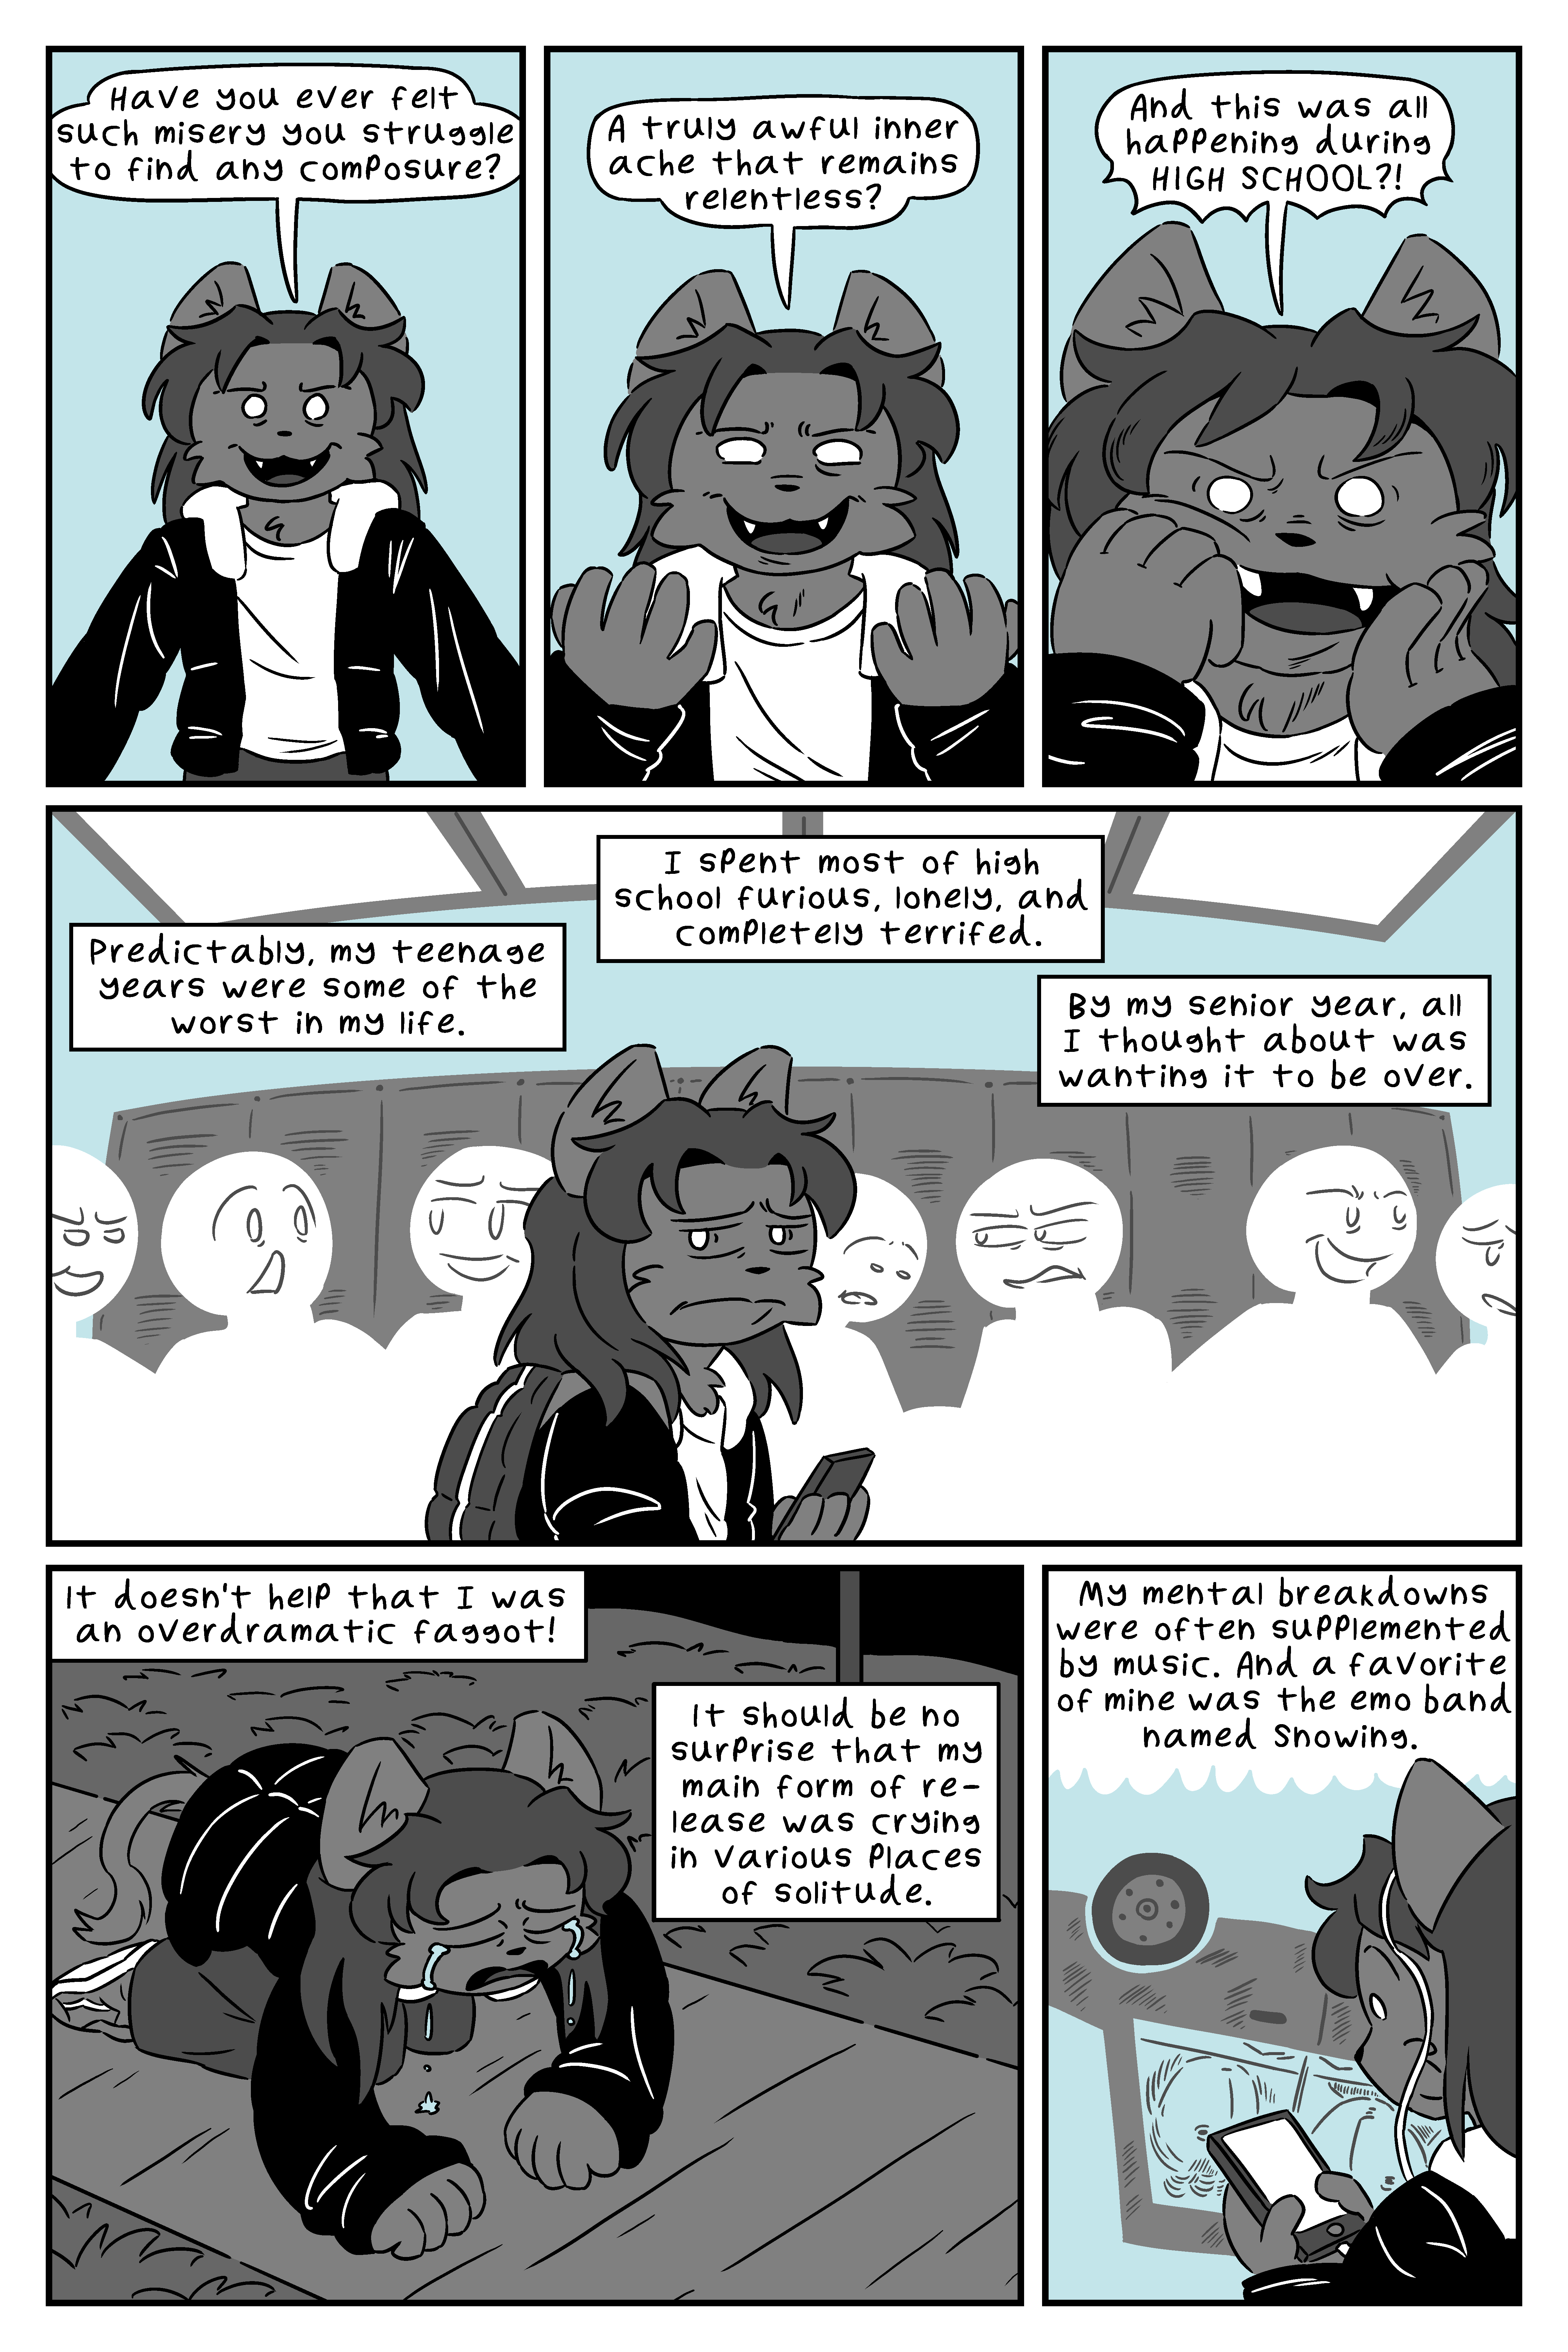 Have you ever felt
such misery you struggle
to find any composure?
A truly awful inner
ache that remains
relentless?
And this was all
happening during
HIGH SCHOOL?!
Predictably, my teenage
years were some of the
worst in my life.
I spent most of high
school furious, lonely, and
completely terrifed.
By my senior year, all
I thought about was
wanting it to be over.
It doesn't help that I was
an overdramatic faggot!
It should be no
surprise that my
main form of re-
lease was crying
in various places
of solitude.
My mental breakdowns
were often supplemented
by music. And a favorite
of mine was the emo band
named Snowing.